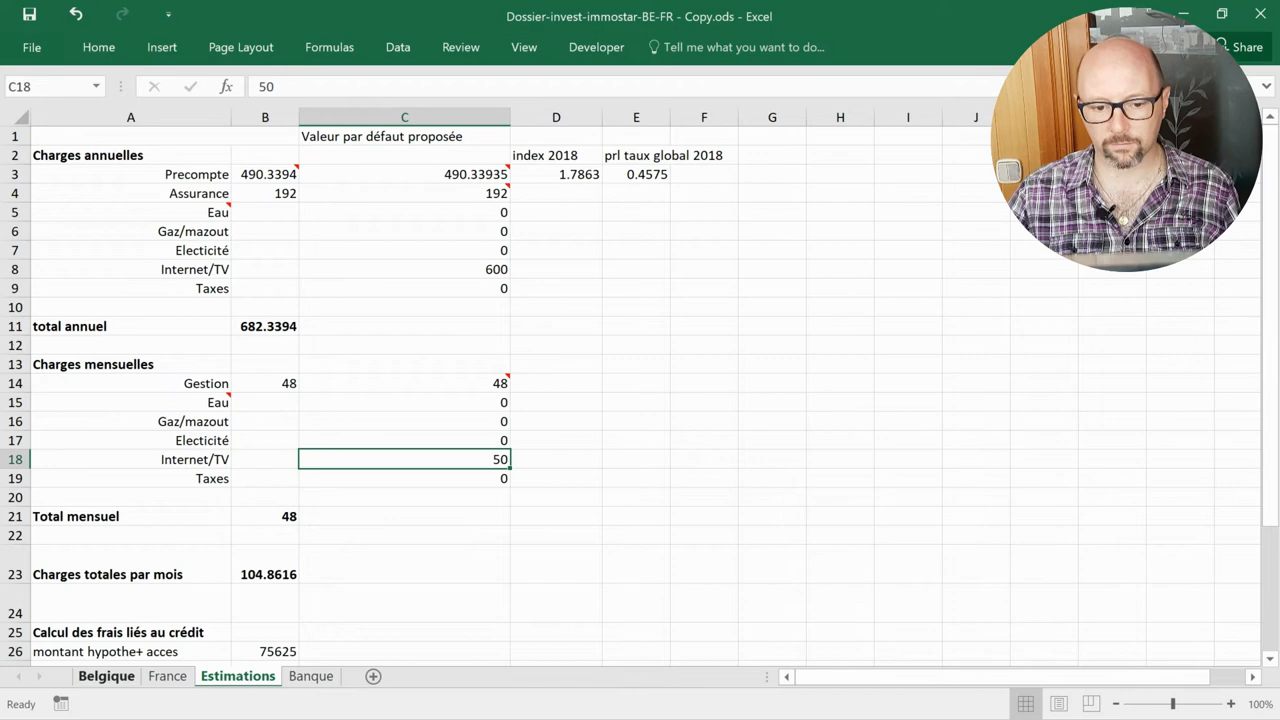 Dossier-invest-immostar-BE-FR - Copy.ods - Excel
File Home Insert Page Layout Formulas Data Review View Developer Tell me what you want to do... Share
C18 fx 50
A B C D E F G H I J
1 Valeur par défaut proposée
2 Charges annuelles index 2018 prl taux global 2018
3 Precompte 490.3394 490.33935 1.7863 0.4575
4 Assurance 192 192
5 Eau 0
6 Gaz/mazout 0
7 Electicité 0
8 Internet/TV 600
9 Taxes 0
10
11 total annuel 682.3394
12
13 Charges mensuelles
14 Gestion 48 48
15 Eau 0
16 Gaz/mazout 0
17 Electicité 0
18 Internet/TV 50
19 Taxes 0
20
21 Total mensuel 48
22
23 Charges totales par mois 104.8616
24
25 Calcul des frais liés au crédit
26 montant hypothe+ acces 75625
Belgique France Estimations Banque
Ready 100%